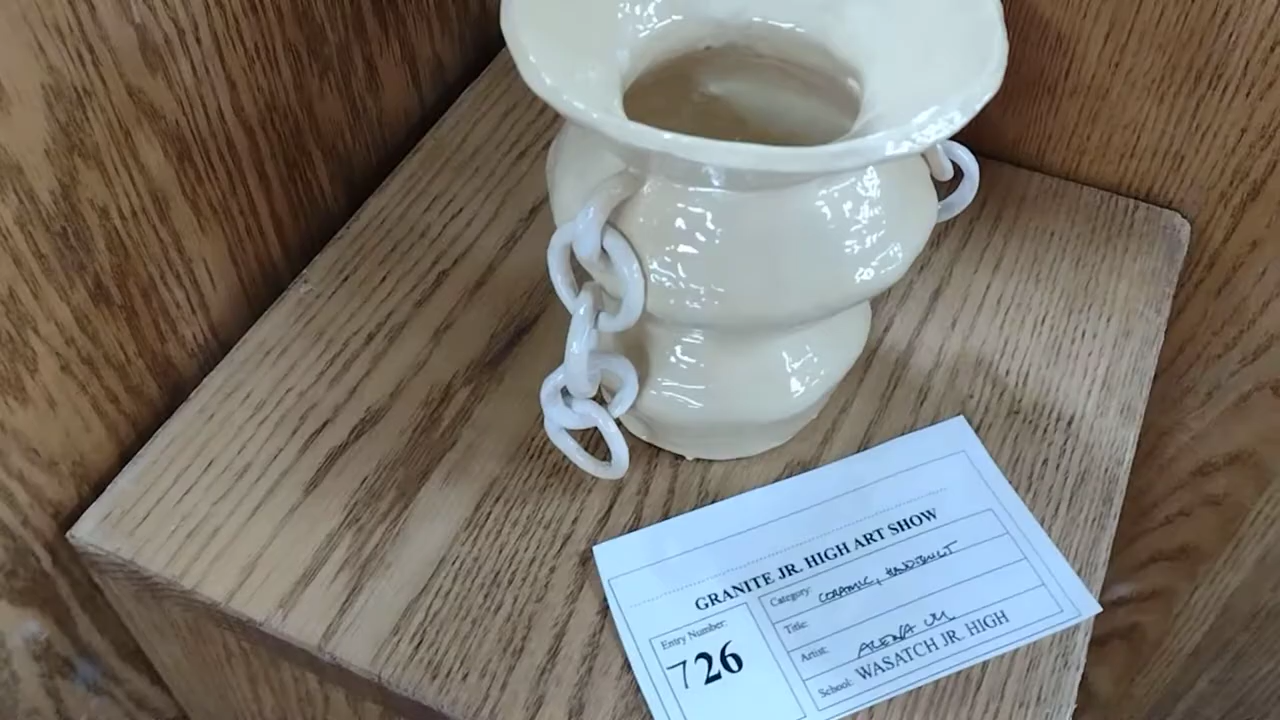 GRANITE JR. HIGH ART SHOW
Entry Number:
726
Category: CERAMIC, HANDBUILT
Title:
Artist: ALENA
School: WASATCH JR. HIGH